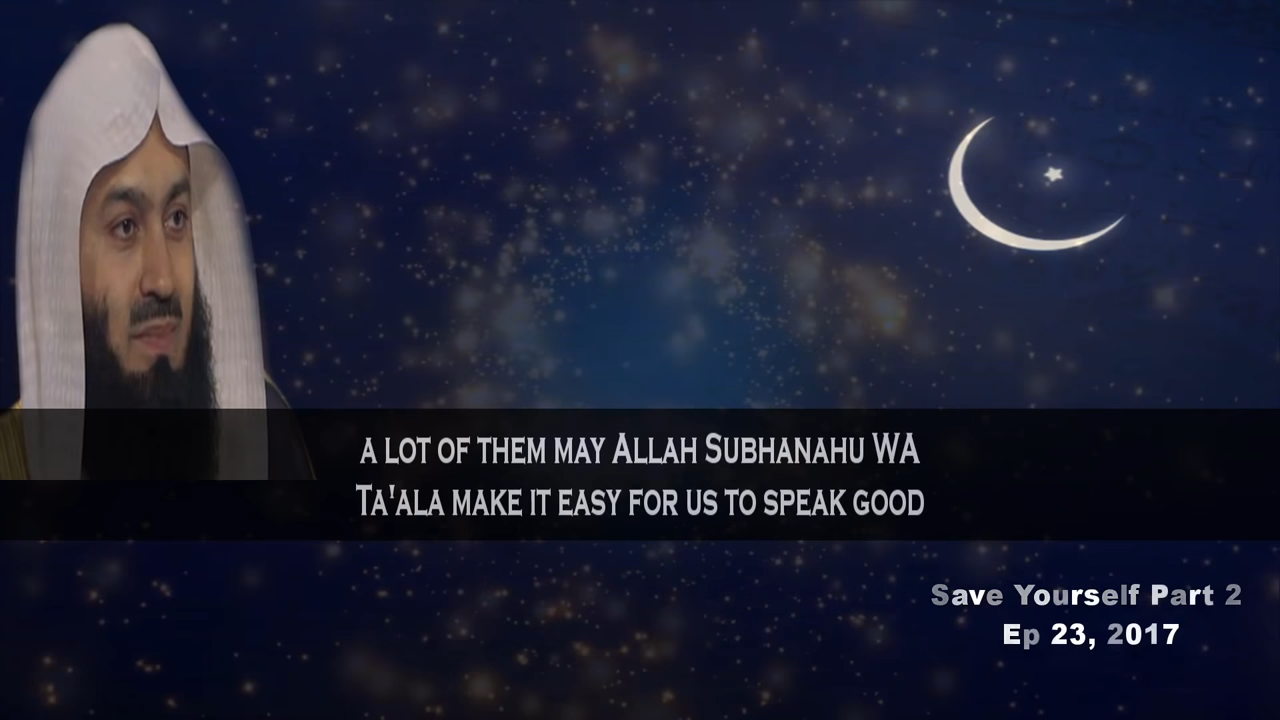 a lot of them may Allah Subhanahu WA
Ta'ala make it easy for us to speak good
Save Yourself Part 2
Ep 23, 2017